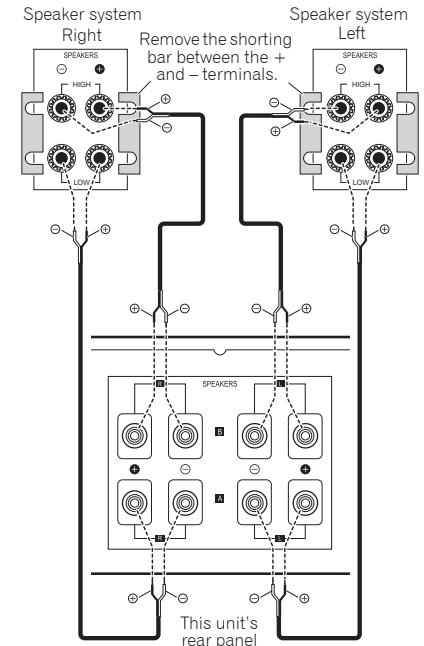 Speaker system
Right
Speaker system
Left
Remove the shorting
bar between the +
and – terminals.
SPEAKERS
⊖ ⊕
HIGH
⊕
⊖
LOW
⊖ ⊕
SPEAKERS
⊖ ⊕
HIGH
⊖
⊕
LOW
⊖ ⊕
⊕ ⊖ ⊖ ⊕
R SPEAKERS L
B
⊕ ⊖ ⊖ ⊕
A
R L
⊕ ⊖ ⊖ ⊕
This unit's
rear panel